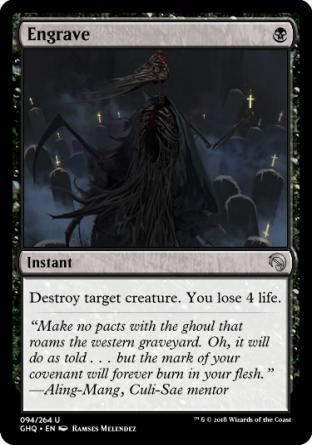 Engrave
Instant
Destroy target creature. You lose 4 life.
“Make no pacts with the ghoul that
roams the western graveyard. Oh, it will
do as told . . . but the mark of your
covenant will forever burn in your flesh.”
—Aling-Mang, Culi-Sae mentor
094/264 U
GHQ • EN Ramses Melendez
™ & © 2018 Wizards of the Coast